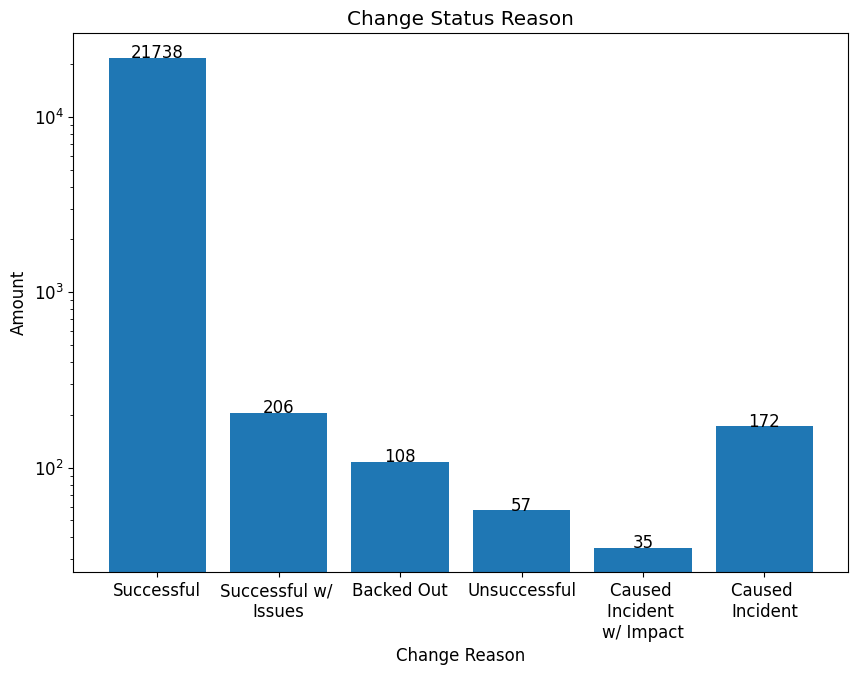 Change Status Reason
21738
206
108
57
35
172
10^4
10^3
10^2
Amount
Successful
Successful w/
Issues
Backed Out
Unsuccessful
Caused
Incident
w/ Impact
Caused
Incident
Change Reason